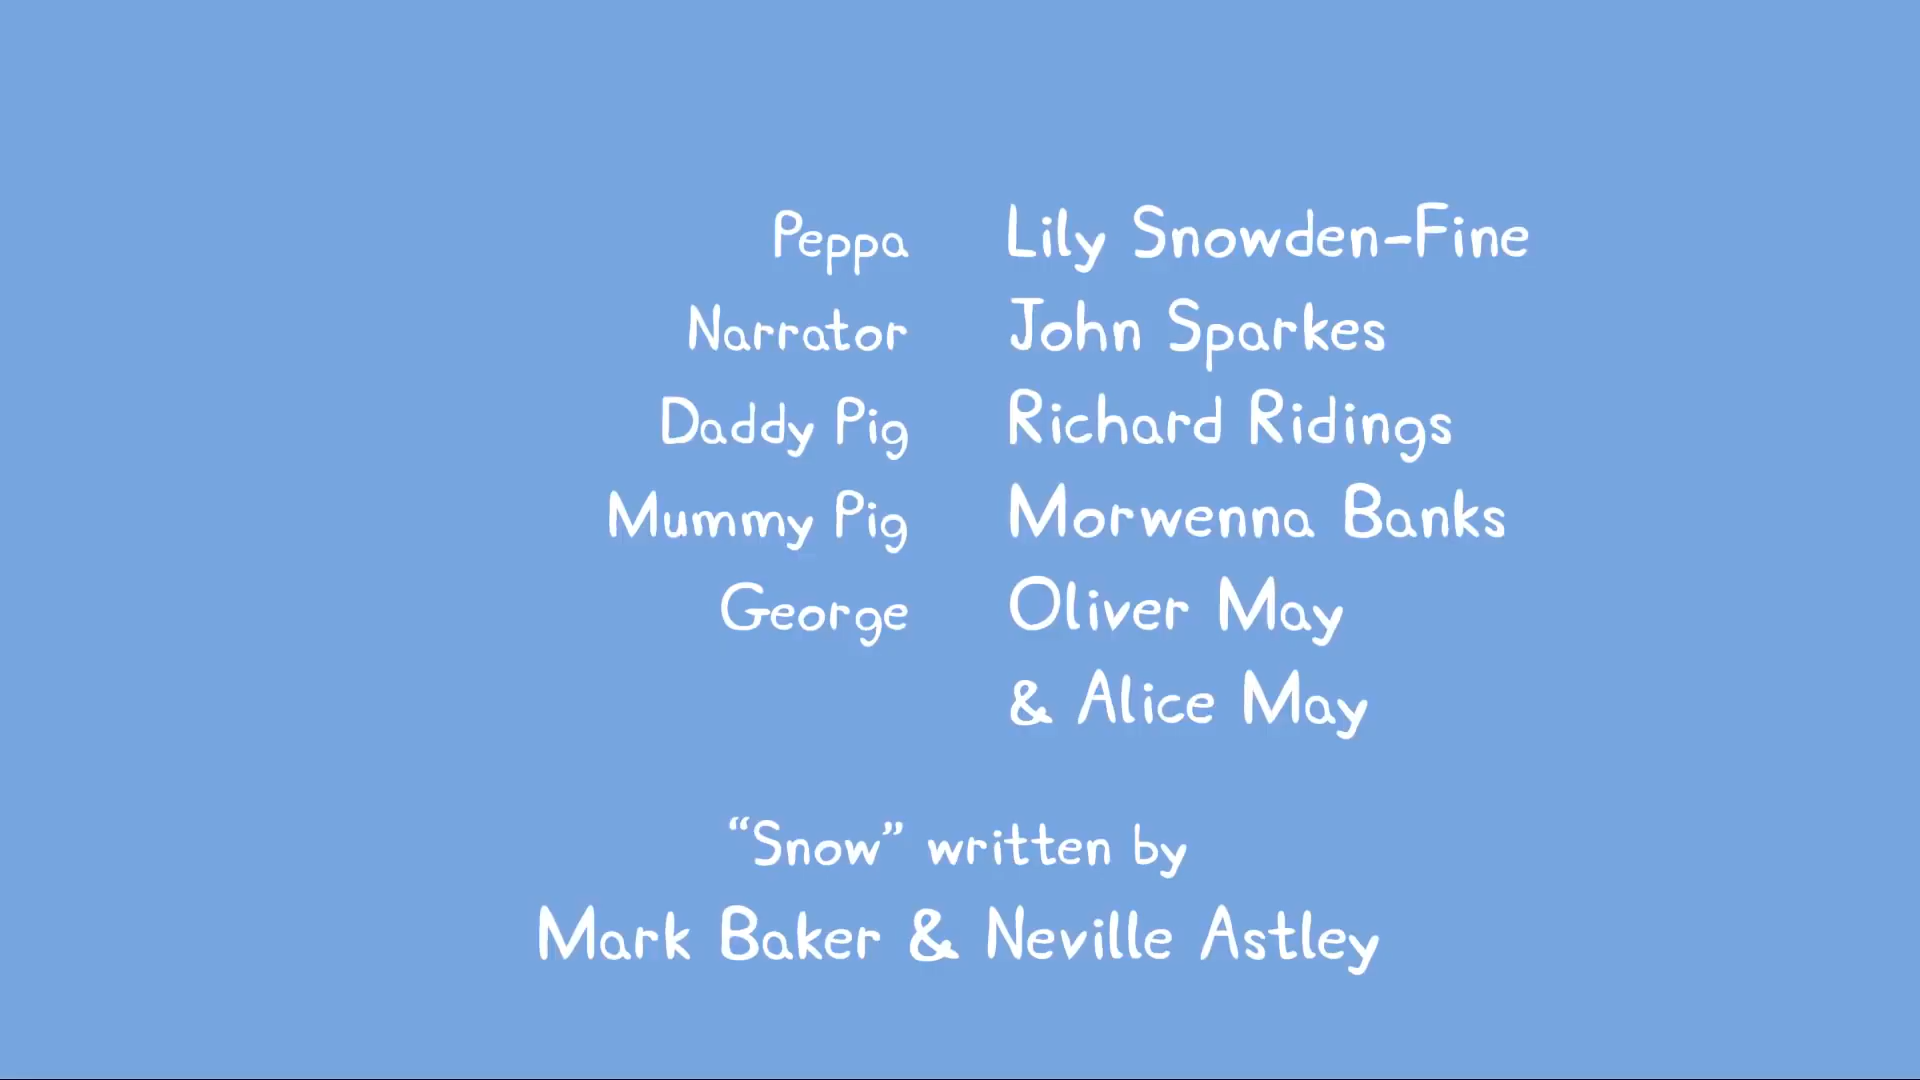 Peppa Lily Snowden-Fine
Narrator John Sparkes
Daddy Pig Richard Ridings
Mummy Pig Morwenna Banks
George Oliver May
& Alice May
“Snow” written by
Mark Baker & Neville Astley